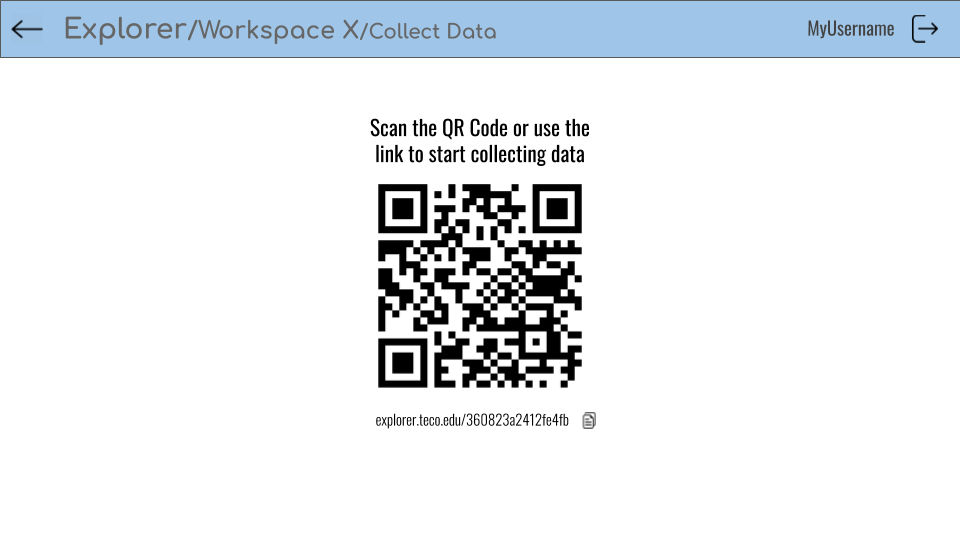 Explorer/Workspace X/Collect Data
MyUsername
Scan the QR Code or use the
link to start collecting data
explorer.teco.edu/360823a2412fe4fb